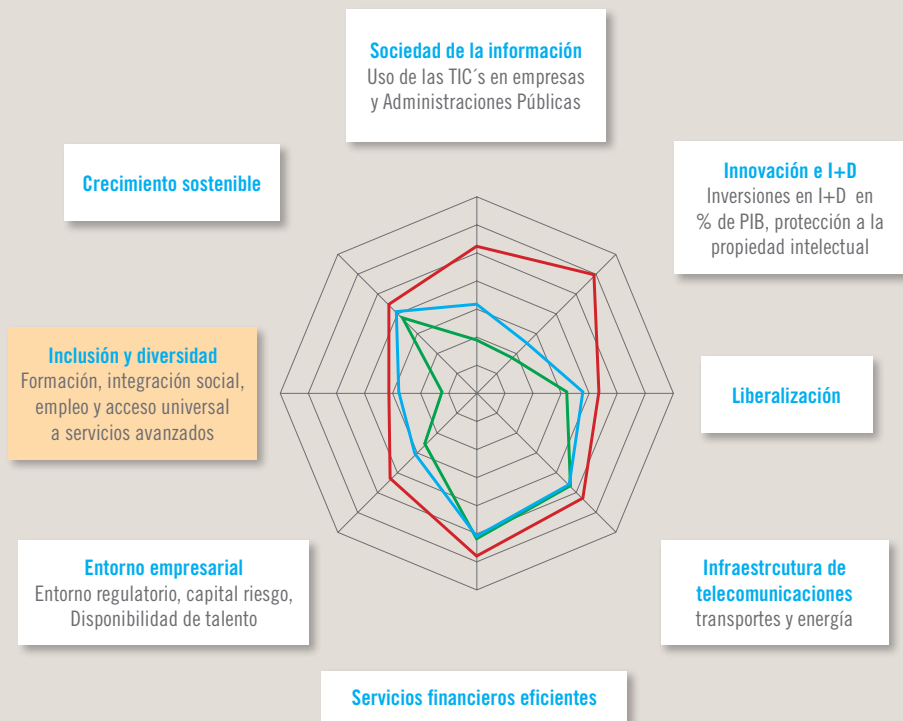 Sociedad de la información
Uso de las TIC´s en empresas
y Administraciones Públicas
Crecimiento sostenible
Innovación e I+D
Inversiones en I+D en
% de PIB, protección a la
propiedad intelectual
Inclusión y diversidad
Formación, integración social,
empleo y acceso universal
a servicios avanzados
Liberalización
Entorno empresarial
Entorno regulatorio, capital riesgo,
Disponibilidad de talento
Infraestrcutura de
telecomunicaciones
transportes y energía
Servicios financieros eficientes